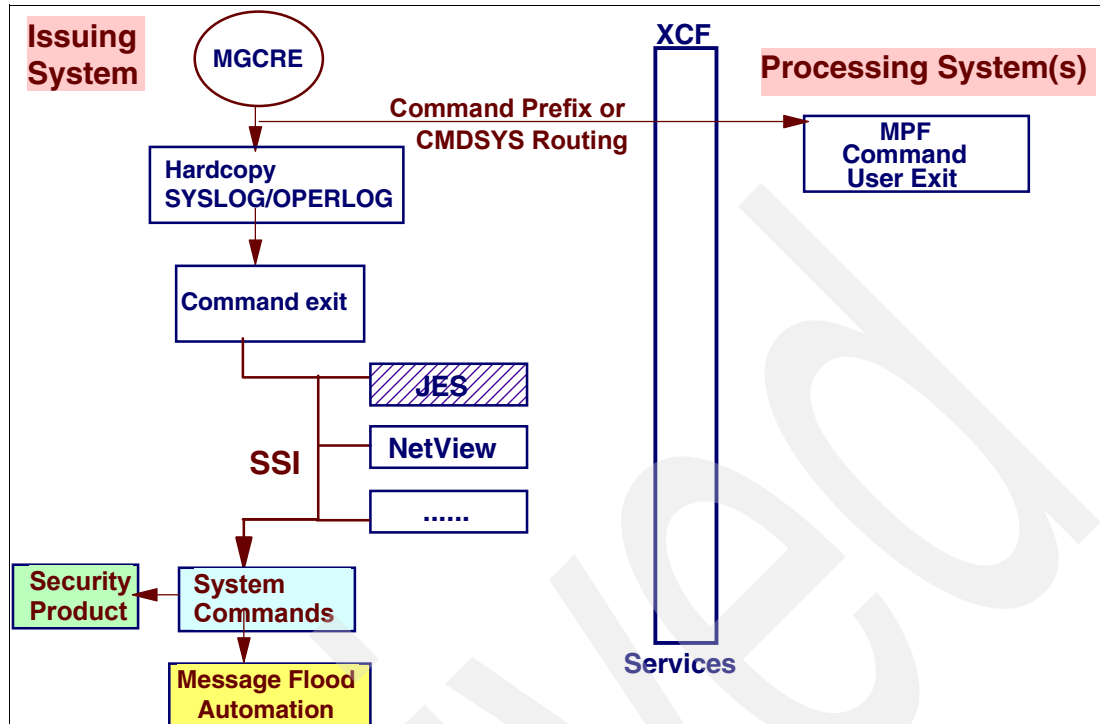 Issuing
System
MGCRE
XCF
Processing System(s)
Command Prefix or
CMDSYS Routing
MPF
Command
User Exit
Hardcopy
SYSLOG/OPERLOG
Command exit
JES
NetView
SSI
......
Security
Product
System
Commands
Services
Message Flood
Automation